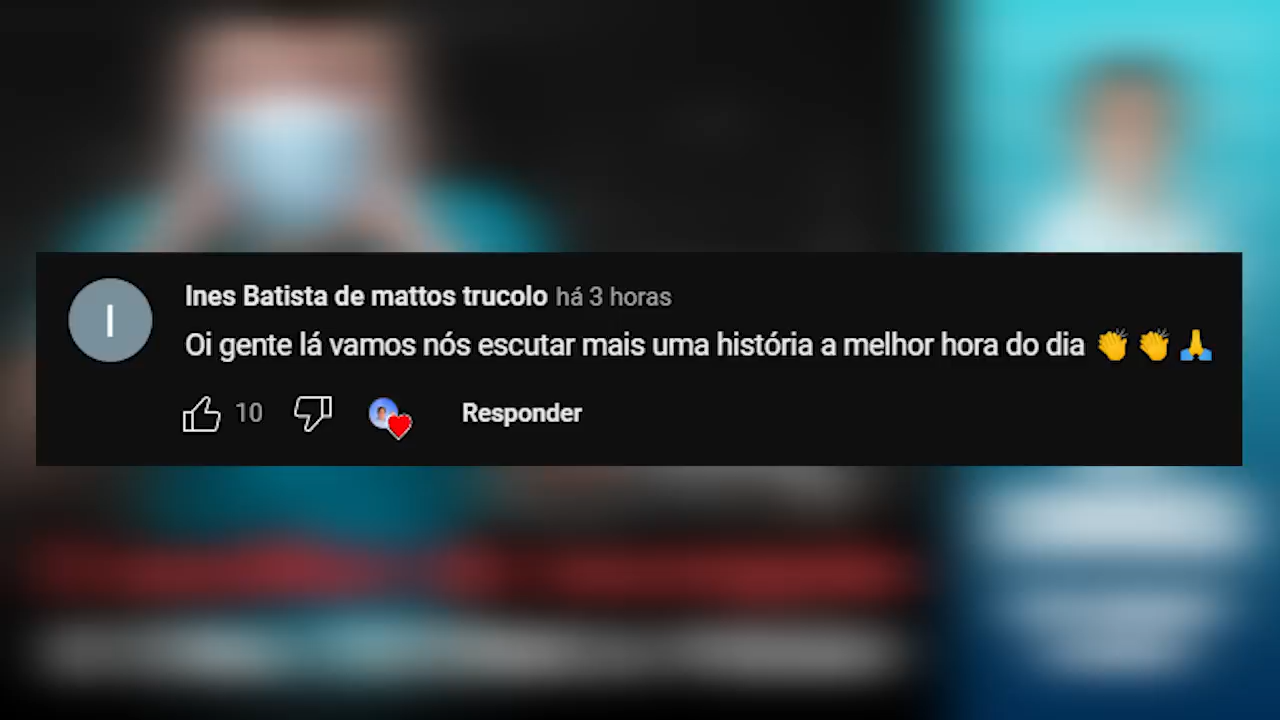 I
Ines Batista de mattos trucolo há 3 horas
Oi gente lá vamos nós escutar mais uma história a melhor hora do dia 👏 👏 🙏
10 Responder